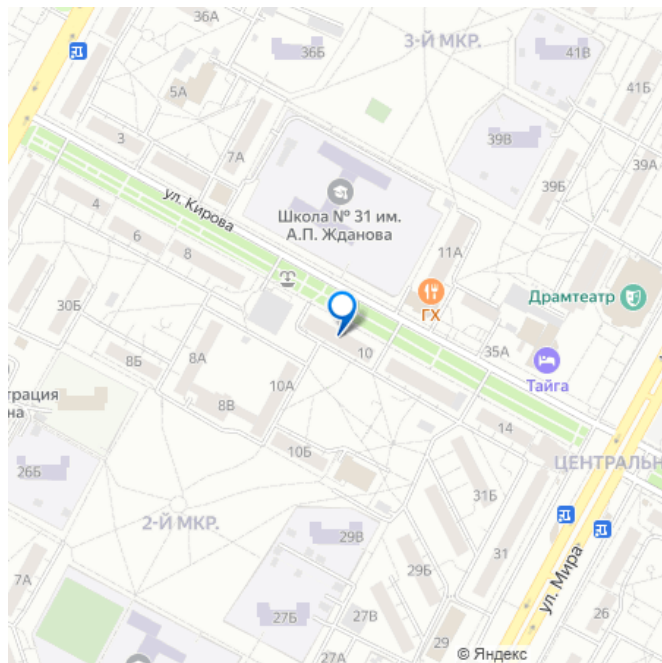 36А
36Б
3-Й МКР.
41В
41Б
5А
3
7А
39В
39А
39Б
ул. Кирова
Школа № 31 им.
А.П. Жданова
4
6
8
11А
ГХ
Драмтеатр
30Б
8Б
8А
10
35А
Тайга
10А
8В
трация
на
14
ЦЕНТРАЛЬН
10Б
26Б
31Б
2-Й МКР.
29В
31
29Б
ул. Мира
7А
27Б
27В
26
29
© Яндекс